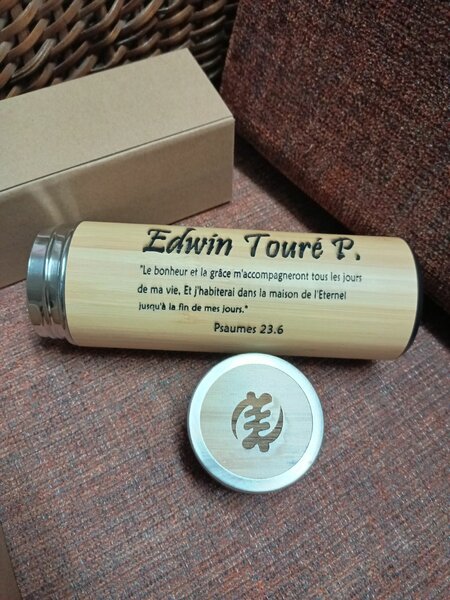 Edwin Touré P.
"Le bonheur et la grâce m'accompagneront tous les jours
de ma vie. Et j'habiterai dans la maison de l'Eternel
jusqu'à la fin de mes jours."
Psaumes 23.6